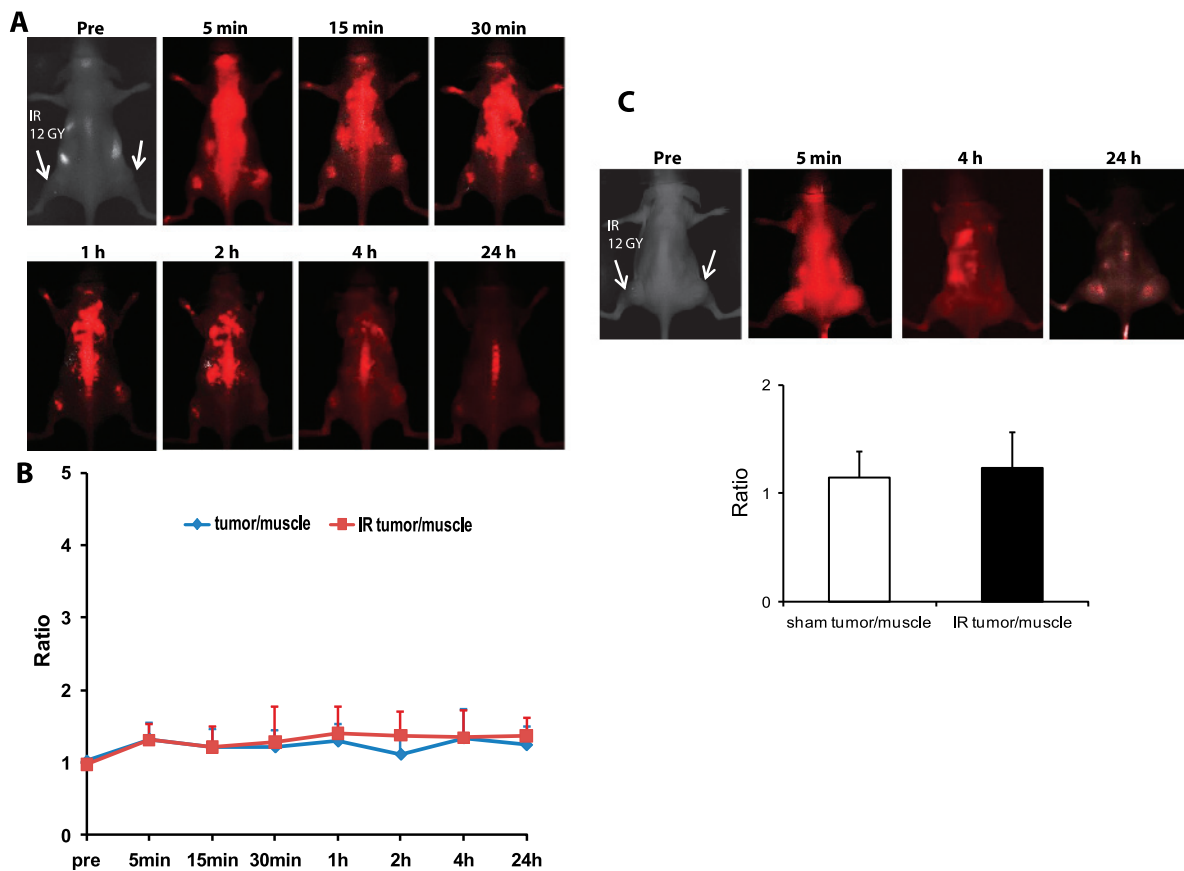 A
Pre 5 min 15 min 30 min
IR
12 GY
1 h 2 h 4 h 24 h
B
5
4
3
2
1
0
Ratio
tumor/muscle IR tumor/muscle
pre 5min 15min 30min 1h 2h 4h 24h
C
Pre 5 min 4 h 24 h
IR
12 GY
2
1
0
Ratio
sham tumor/muscle IR tumor/muscle